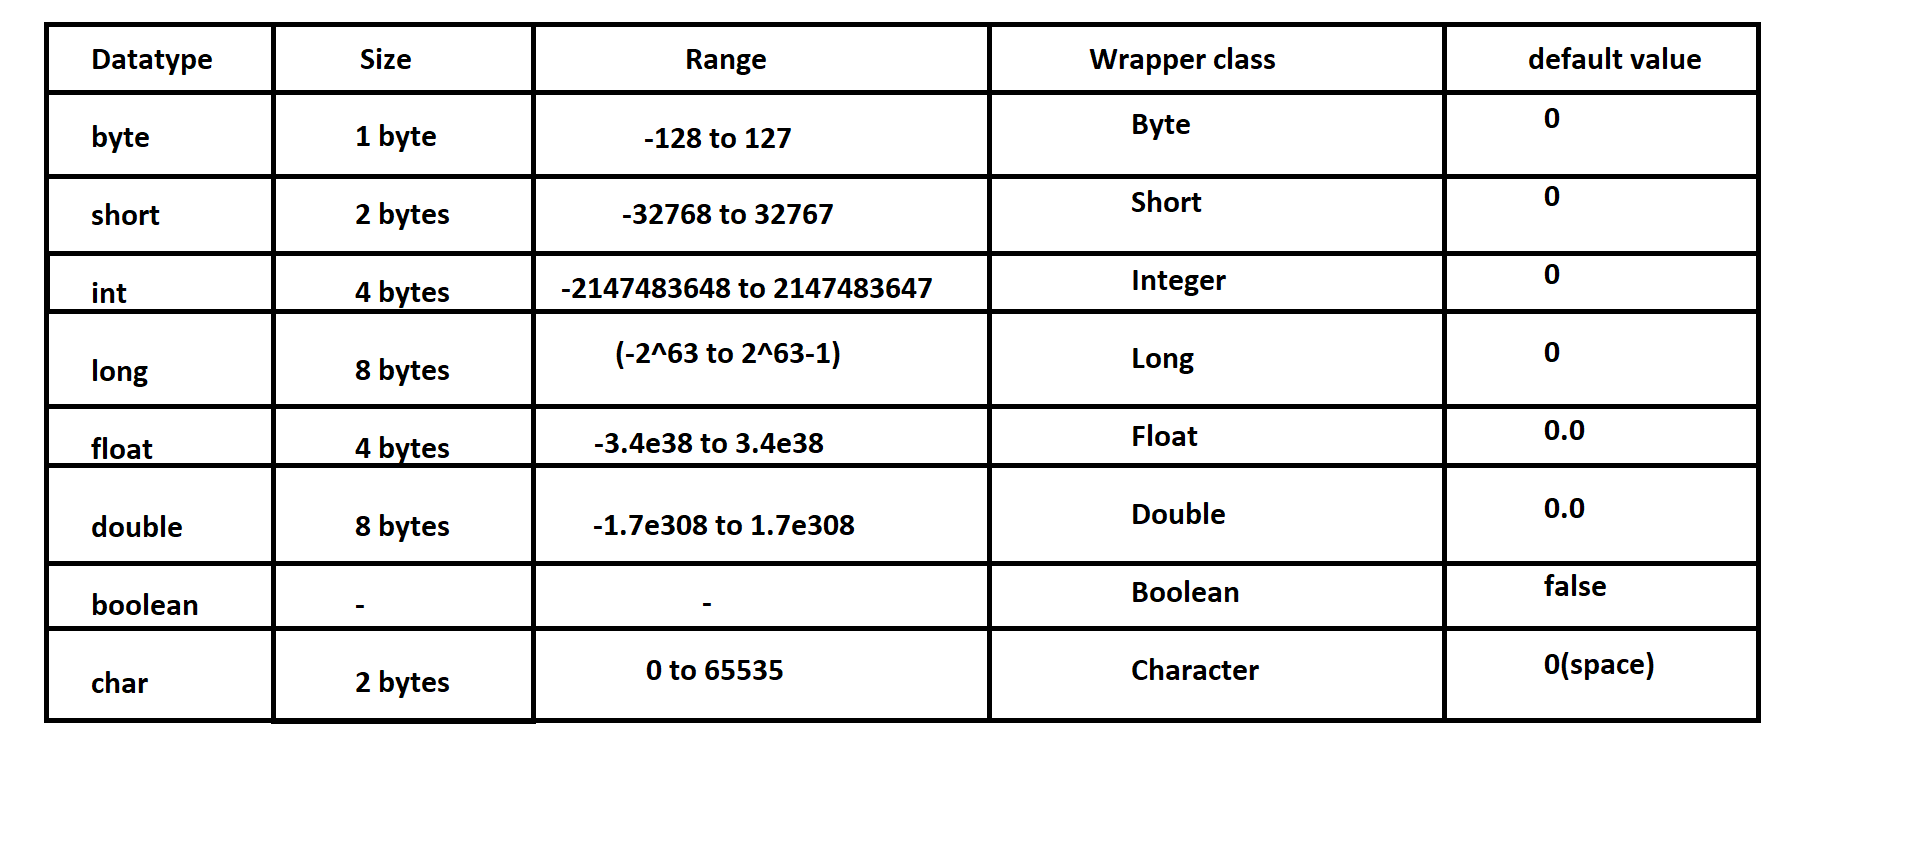 Datatype Size Range Wrapper class default value
byte 1 byte -128 to 127 Byte 0
short 2 bytes -32768 to 32767 Short 0
int 4 bytes -2147483648 to 2147483647 Integer 0
long 8 bytes (-2^63 to 2^63-1) Long 0
float 4 bytes -3.4e38 to 3.4e38 Float 0.0
double 8 bytes -1.7e308 to 1.7e308 Double 0.0
boolean - - Boolean false
char 2 bytes 0 to 65535 Character 0(space)